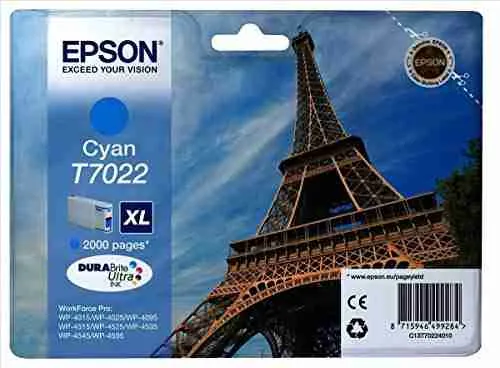 EPSON
EXCEED YOUR VISION
EPSON
Cyan
T7022
XL
2000 pages*
DURABrite
Ultra
INK
WorkForce Pro:
WP-4015/WP-4025/WP-4095
WP-4515/WP-4525/WP-4535
WP-4545/WP-4595
* www.epson.eu/pageyield
CE
8 715946 499284 >
C13T70224010